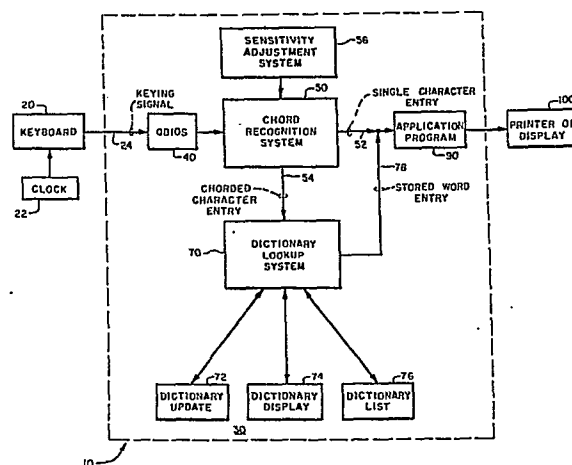 SENSITIVITY
ADJUSTMENT
SYSTEM
56
50
20
KEYING
SIGNAL
SINGLE CHARACTER
ENTRY
100
KEYBOARD
24
QDIOS
40
CHORD
RECOGNITION
SYSTEM
52
APPLICATION
PROGRAM
90
PRINTER OR
DISPLAY
CLOCK
22
54
78
CHORDED
CHARACTER
ENTRY
STORED WORD
ENTRY
70
DICTIONARY
LOOKUP
SYSTEM
72
74
76
DICTIONARY
UPDATE
DICTIONARY
DISPLAY
DICTIONARY
LIST
30
10